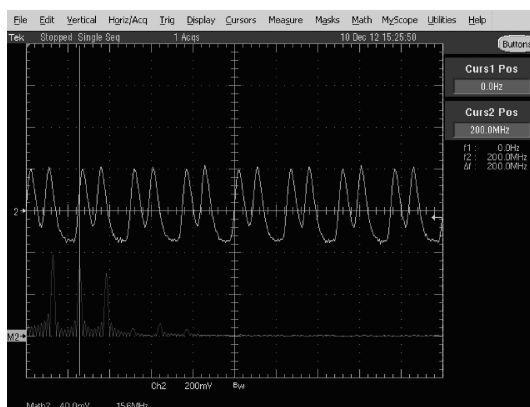 File Edit Vertical Horiz/Acq Trig Display Cursors Measure Masks Math MyScope Utilities Help
Tek Stopped Single Seq 1 Acqs 10 Dec 12 15:25:50
Buttons
Curs1 Pos
0.0Hz
Curs2 Pos
200.0MHz
f1 : 0.0Hz
f2 : 200.0MHz
Δf : 200.0MHz
2
M2
Ch2 200mV Bw
Math2 40.0mV 156MHz